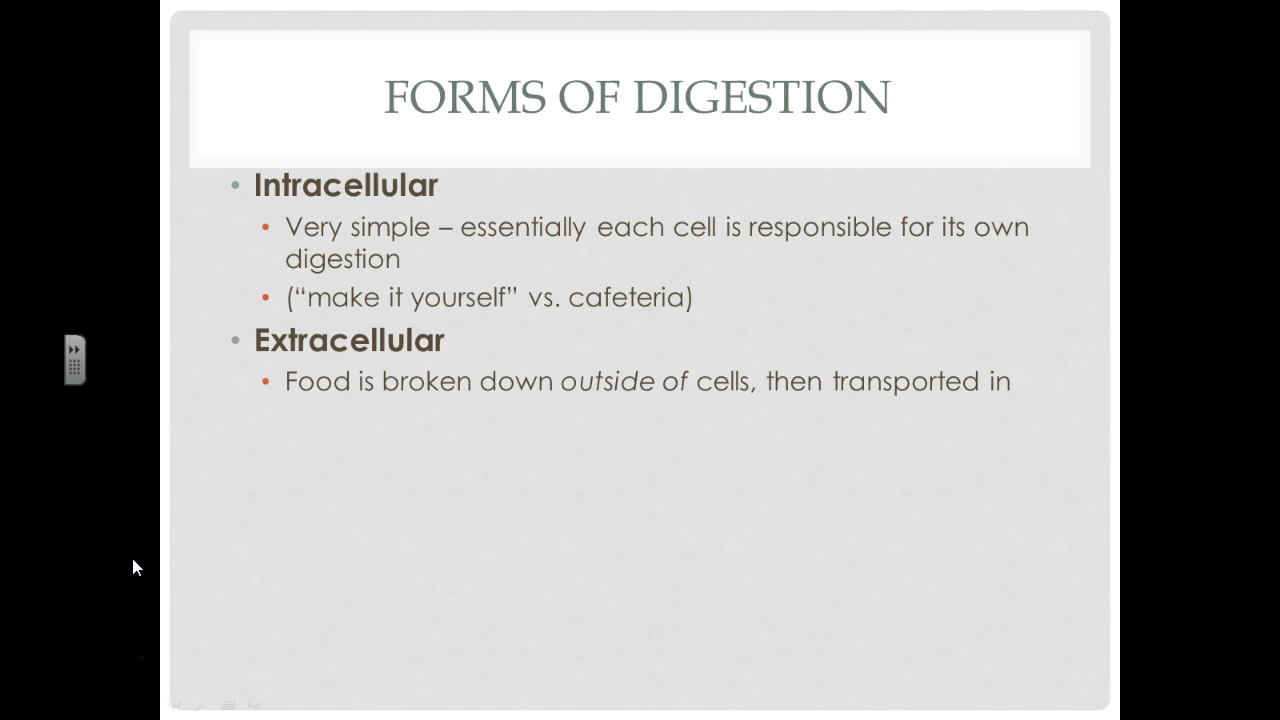 FORMS OF DIGESTION
• Intracellular
• Very simple – essentially each cell is responsible for its own
digestion
• (“make it yourself” vs. cafeteria)
• Extracellular
• Food is broken down outside of cells, then transported in